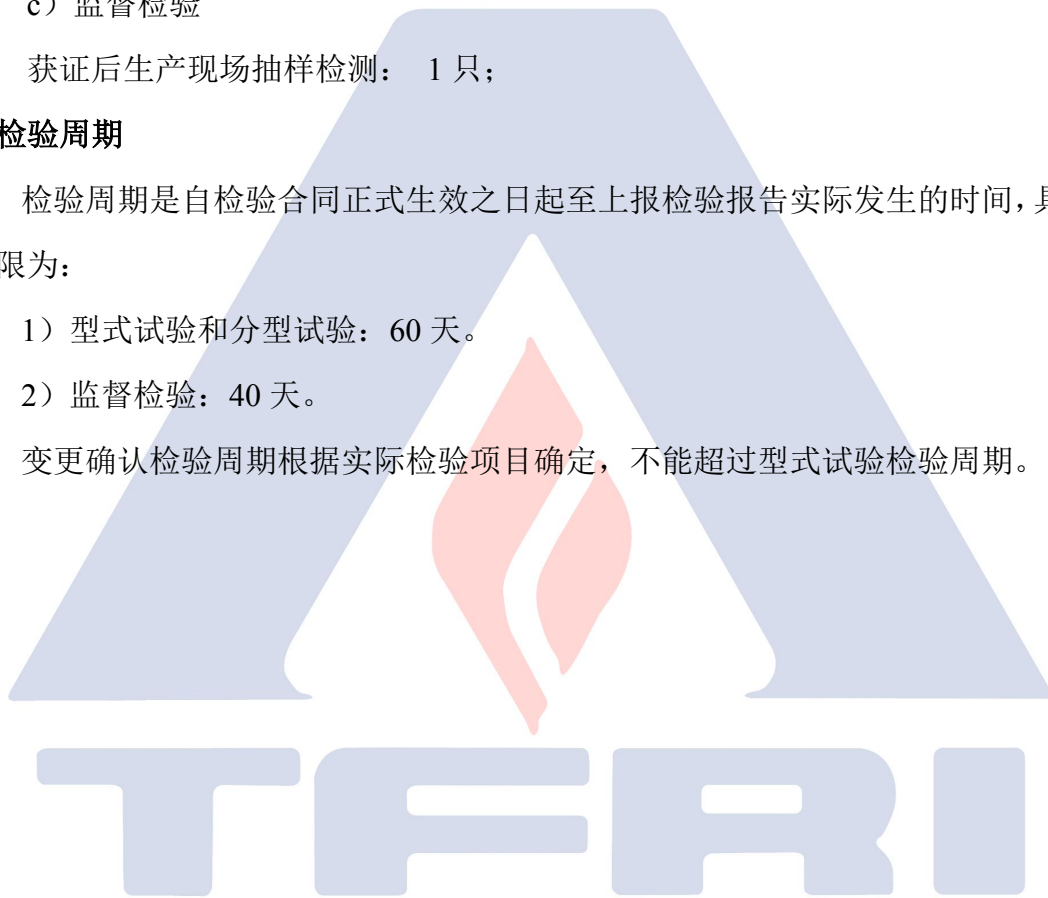 c）监督检验
获证后生产现场抽样检测： 1 只；
检验周期
检验周期是自检验合同正式生效之日起至上报检验报告实际发生的时间，具
限为：
1）型式试验和分型试验：60 天。
2）监督检验：40 天。
变更确认检验周期根据实际检验项目确定，不能超过型式试验检验周期。
TFRI